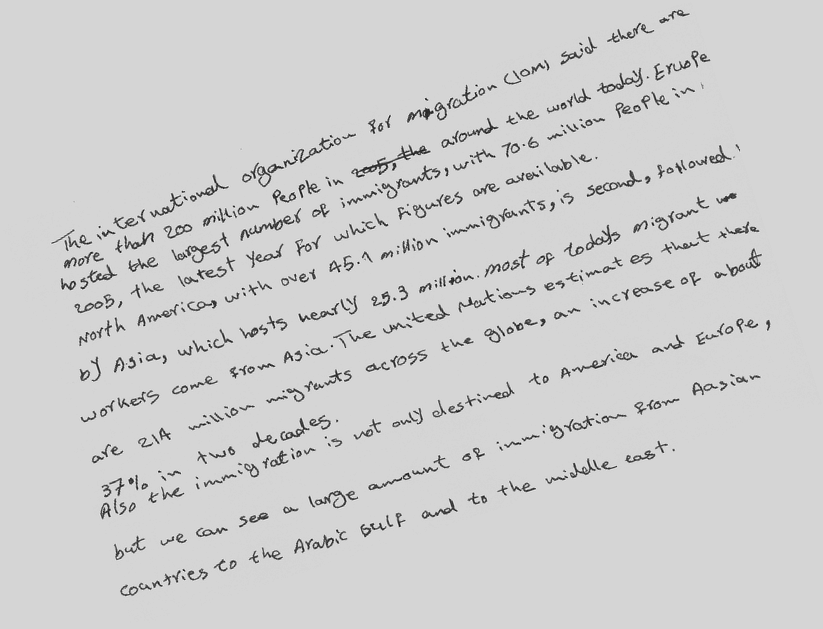 The international organization for migration (IOM) said there are
more than 200 million People in 2005, the around the world today. Eruope
hosted the largest number of immigrants, with 70.6 million People in
2005, the latest year for which figures are available.
North America, with over 45.1 million immigrants, is second, followed
by Asia, which hosts nearly 25.3 million. most of todays migrant
workers come from Asia. The united Nations estimates that there
are 214 million migrants across the globe, an increase of about
37% in two decades.
Also the immigration is not only destined to America and Europe,
but we can see a large amount of immigration from Aasian
countries to the Arabic Gulf and to the middle east.